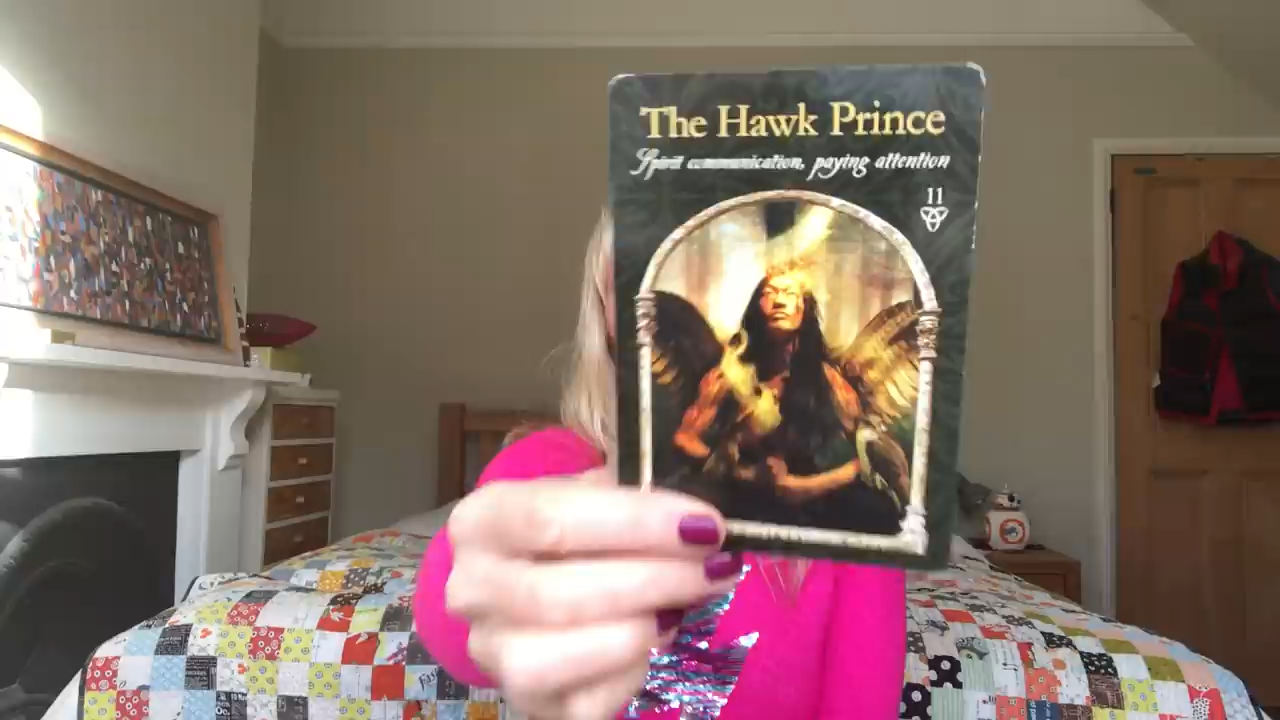 The Hawk Prince
Spirit communication, paying attention
11